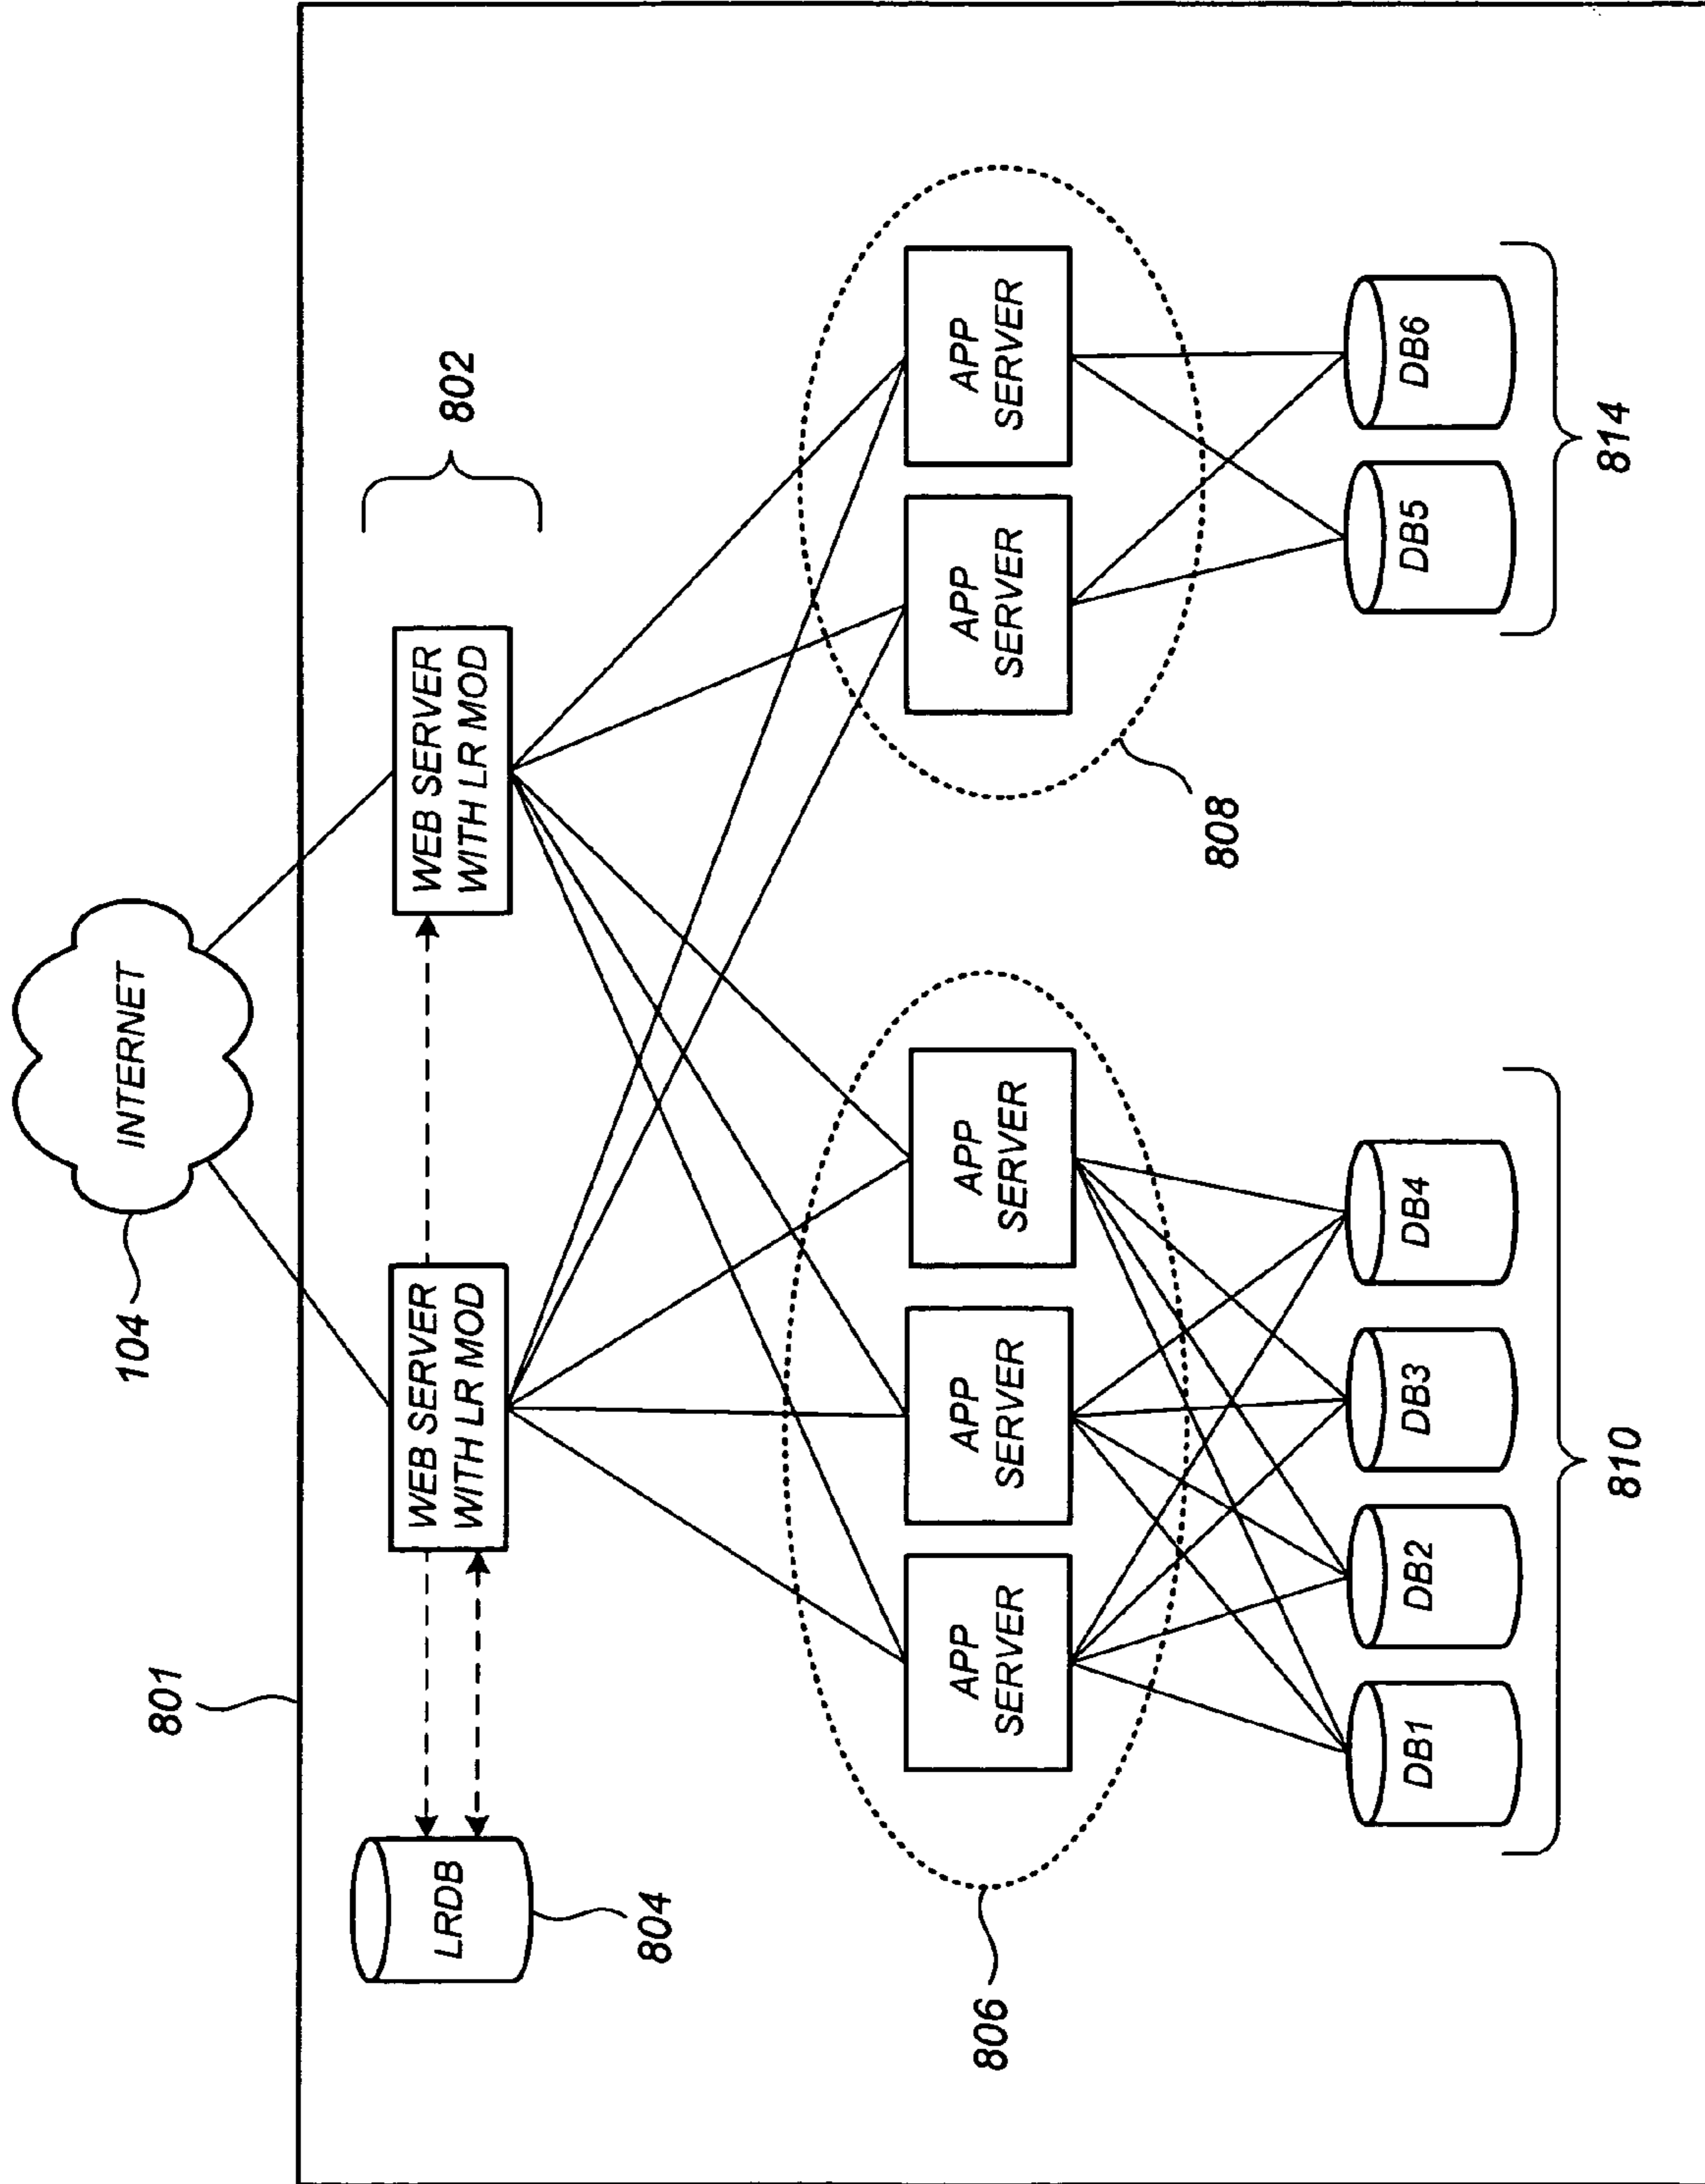 INTERNET
104
801
802
LRDB
804
WEB SERVER
WITH LR MOD
WEB SERVER
WITH LR MOD
806
APP
SERVER
APP
SERVER
APP
SERVER
APP
SERVER
APP
SERVER
808
DB1
DB2
DB3
DB4
DB5
DB6
810
814